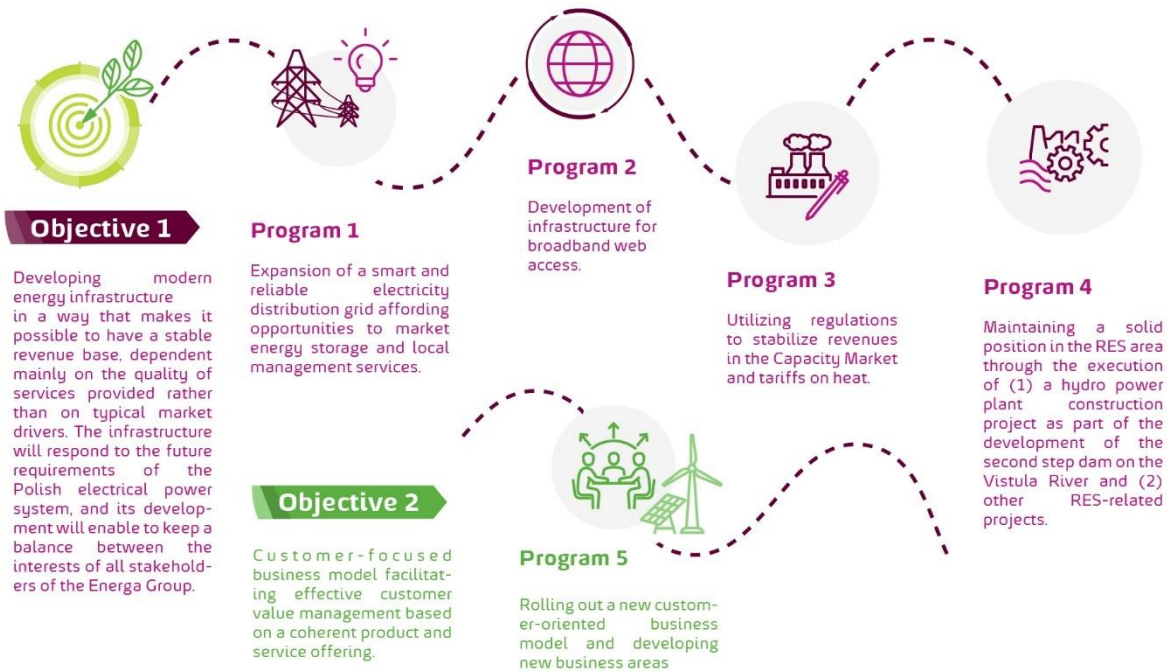 Objective 1
Developing modern
energy infrastructure
in a way that makes it
possible to have a stable
revenue base, dependent
mainly on the quality of
services provided rather
than on typical market
drivers. The infrastructure
will respond to the future
requirements of the
Polish electrical power
system, and its develop-
ment will enable to keep a
balance between the
interests of all stakehold-
ers of the Energa Group.
Program 1
Expansion of a smart and
reliable electricity
distribution grid affording
opportunities to market
energy storage and local
management services.
Program 2
Development of
infrastructure for
broadband web
access.
Program 3
Utilizing regulations
to stabilize revenues
in the Capacity Market
and tariffs on heat.
Program 4
Maintaining a solid
position in the RES area
through the execution
of (1) a hydro power
plant construction
project as part of the
development of the
second step dam on the
Vistula River and (2)
other RES-related
projects.
Objective 2
Customer-focused
business model facilitat-
ing effective customer
value management based
on a coherent product and
service offering.
Program 5
Rolling out a new custom-
er-oriented business
model and developing
new business areas